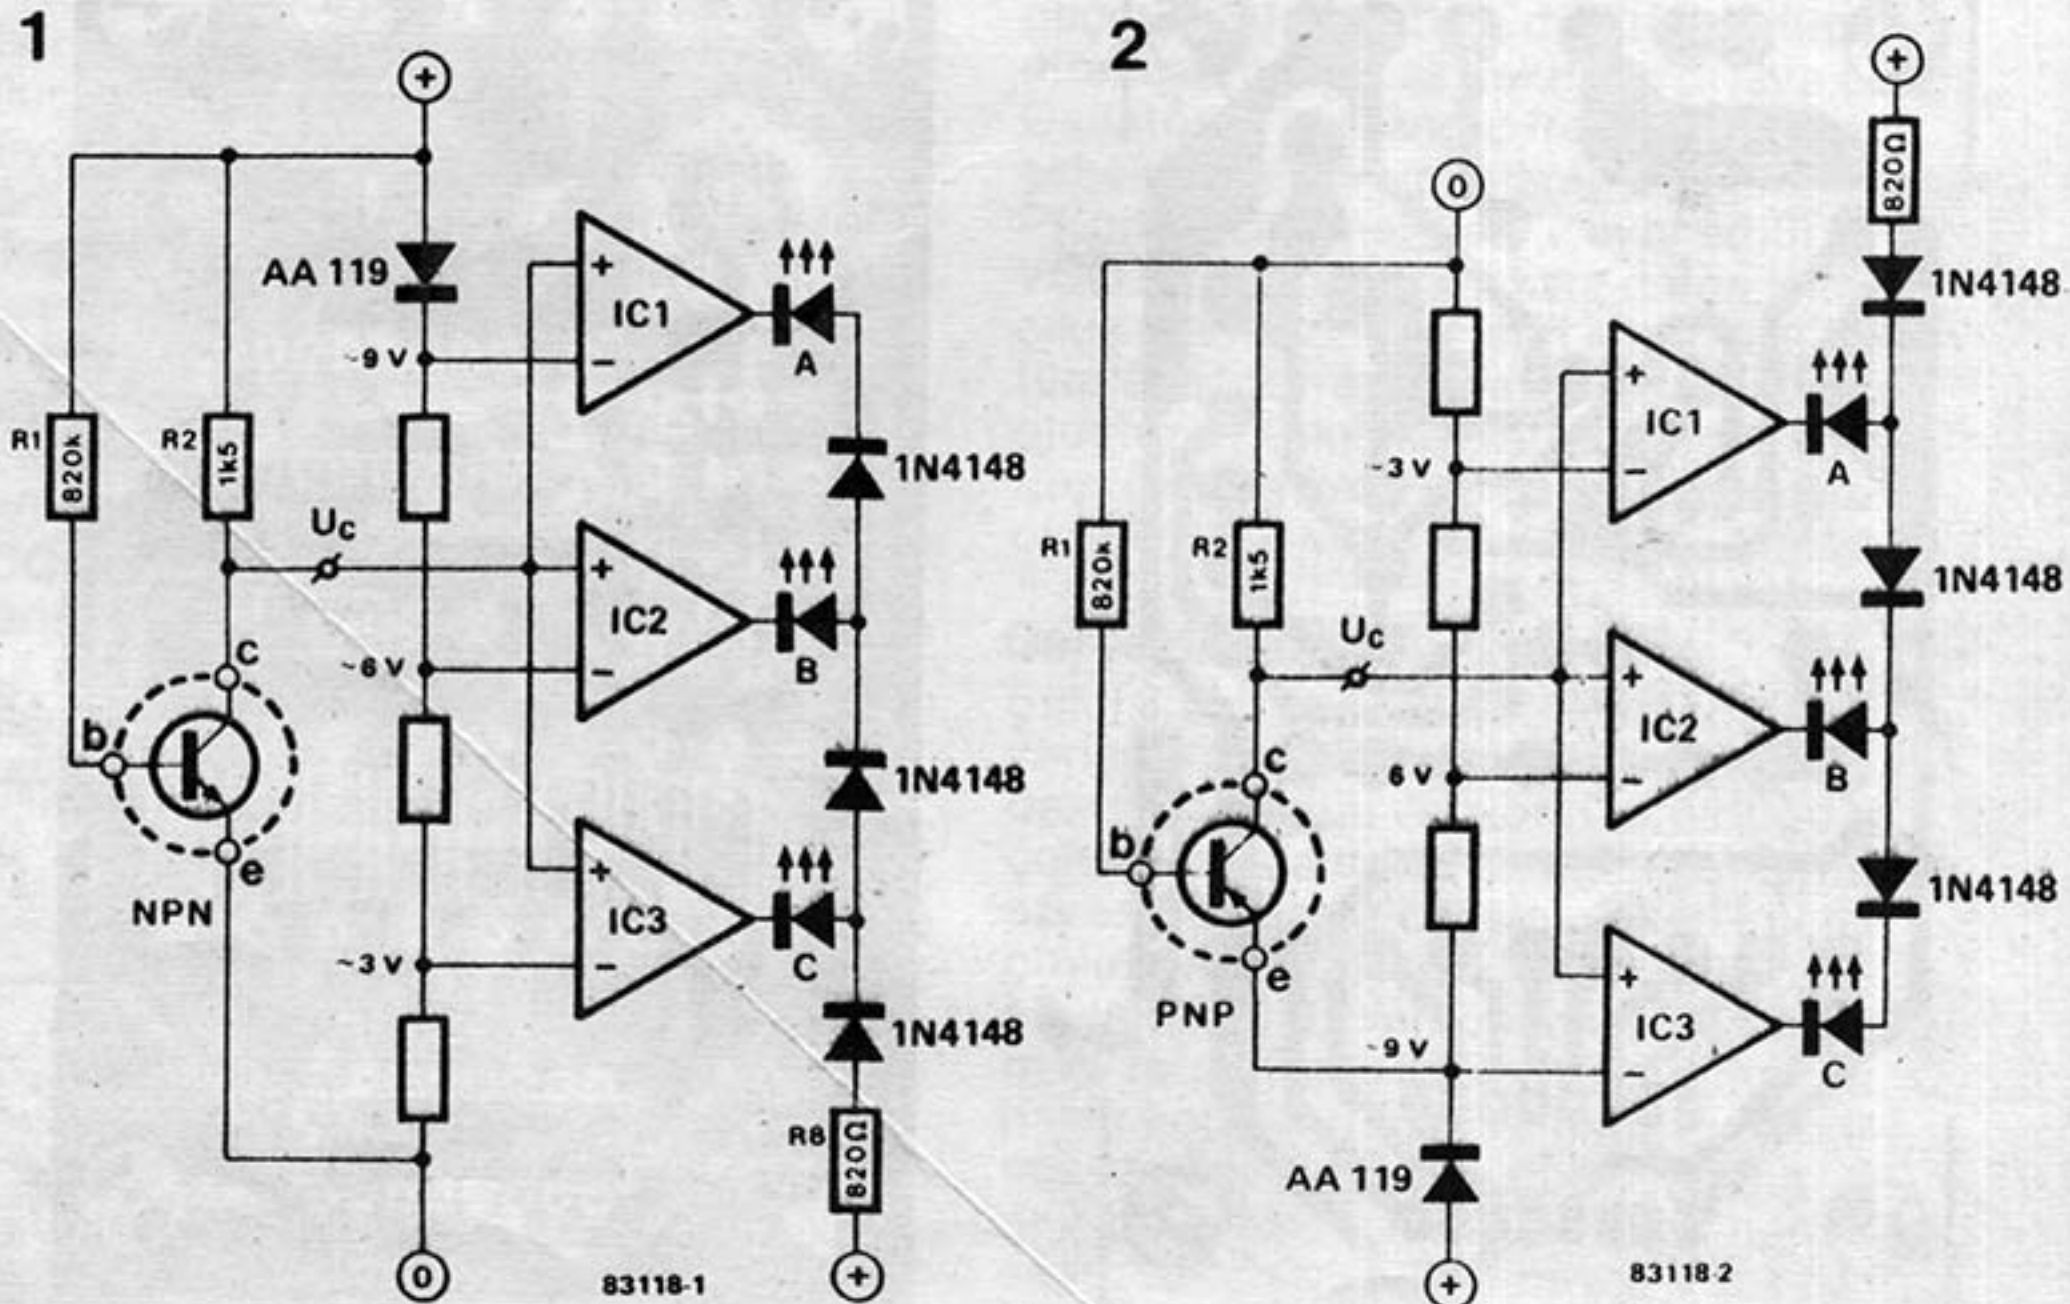 1
+
AA 119
~9 V
R1
820k
R2
1k5
Uc
+
IC1
−
A
1N4148
+
IC2
−
B
~6 V
c
b
e
NPN
1N4148
~3 V
+
IC3
−
C
1N4148
R8
820Ω
0
83118-1
+
2
+
820Ω
0
1N4148
+
IC1
−
A
~3 V
R1
820k
R2
1k5
Uc
1N4148
+
IC2
−
B
6 V
c
b
e
PNP
1N4148
+
IC3
−
C
~9 V
AA 119
+
83118-2